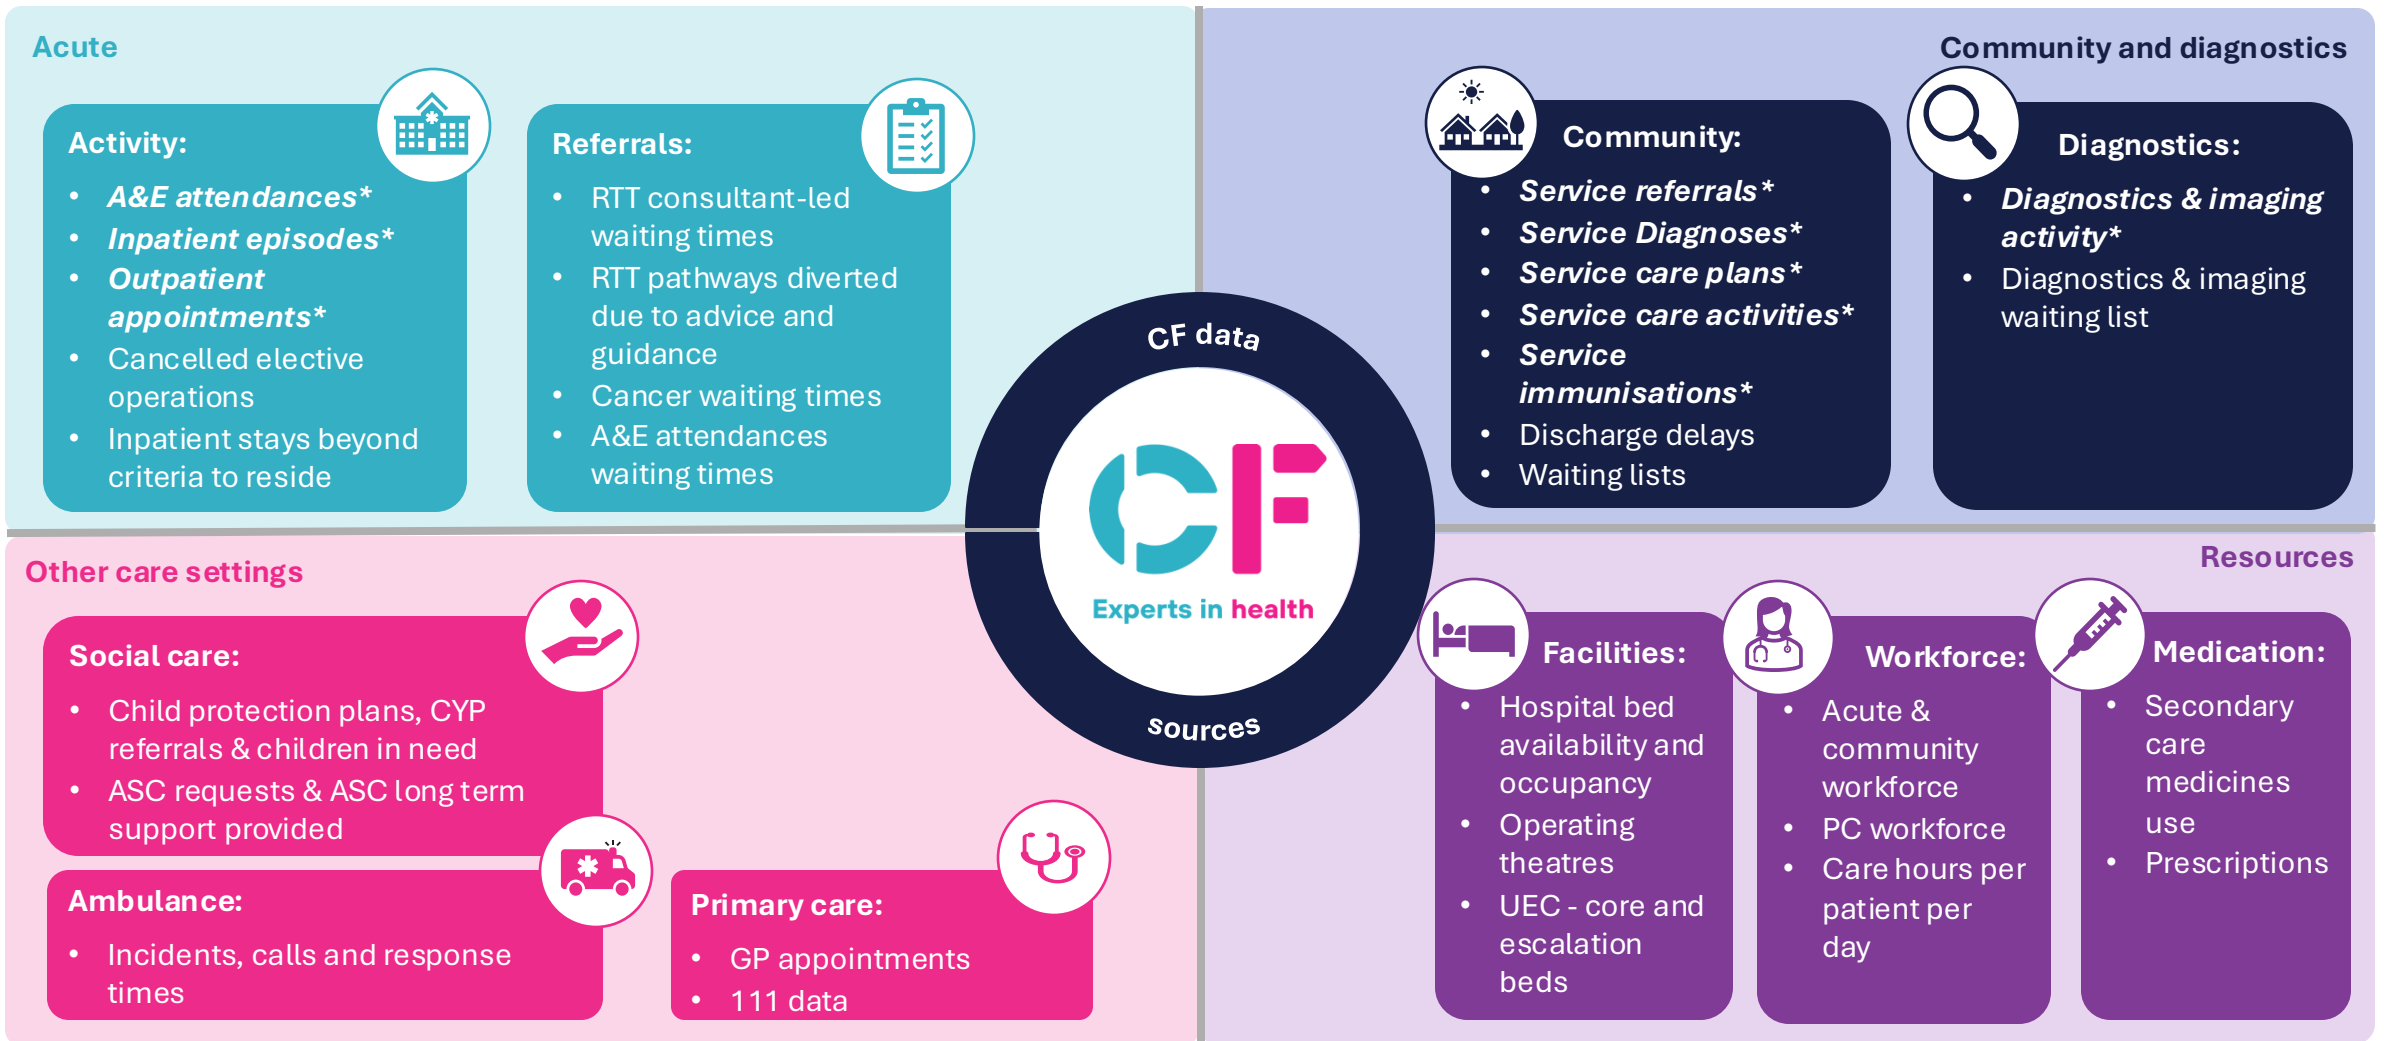 Acute
Activity:
• A&E attendances*
• Inpatient episodes*
• Outpatient
appointments*
• Cancelled elective
operations
• Inpatient stays beyond
criteria to reside
Referrals:
• RTT consultant-led
waiting times
• RTT pathways diverted
due to advice and
guidance
• Cancer waiting times
• A&E attendances
waiting times
Community and diagnostics
Community:
• Service referrals*
• Service Diagnoses*
• Service care plans*
• Service care activities*
• Service
immunisations*
• Discharge delays
• Waiting lists
Diagnostics:
• Diagnostics & imaging
activity*
• Diagnostics & imaging
waiting list
CF data
CF
Experts in health
sources
Other care settings
Social care:
• Child protection plans, CYP
referrals & children in need
• ASC requests & ASC long term
support provided
Ambulance:
• Incidents, calls and response
times
Primary care:
• GP appointments
• 111 data
Resources
Facilities:
• Hospital bed
availability and
occupancy
• Operating
theatres
• UEC - core and
escalation
beds
Workforce:
• Acute &
community
workforce
• PC workforce
• Care hours per
patient per
day
Medication:
• Secondary
care
medicines
use
• Prescriptions